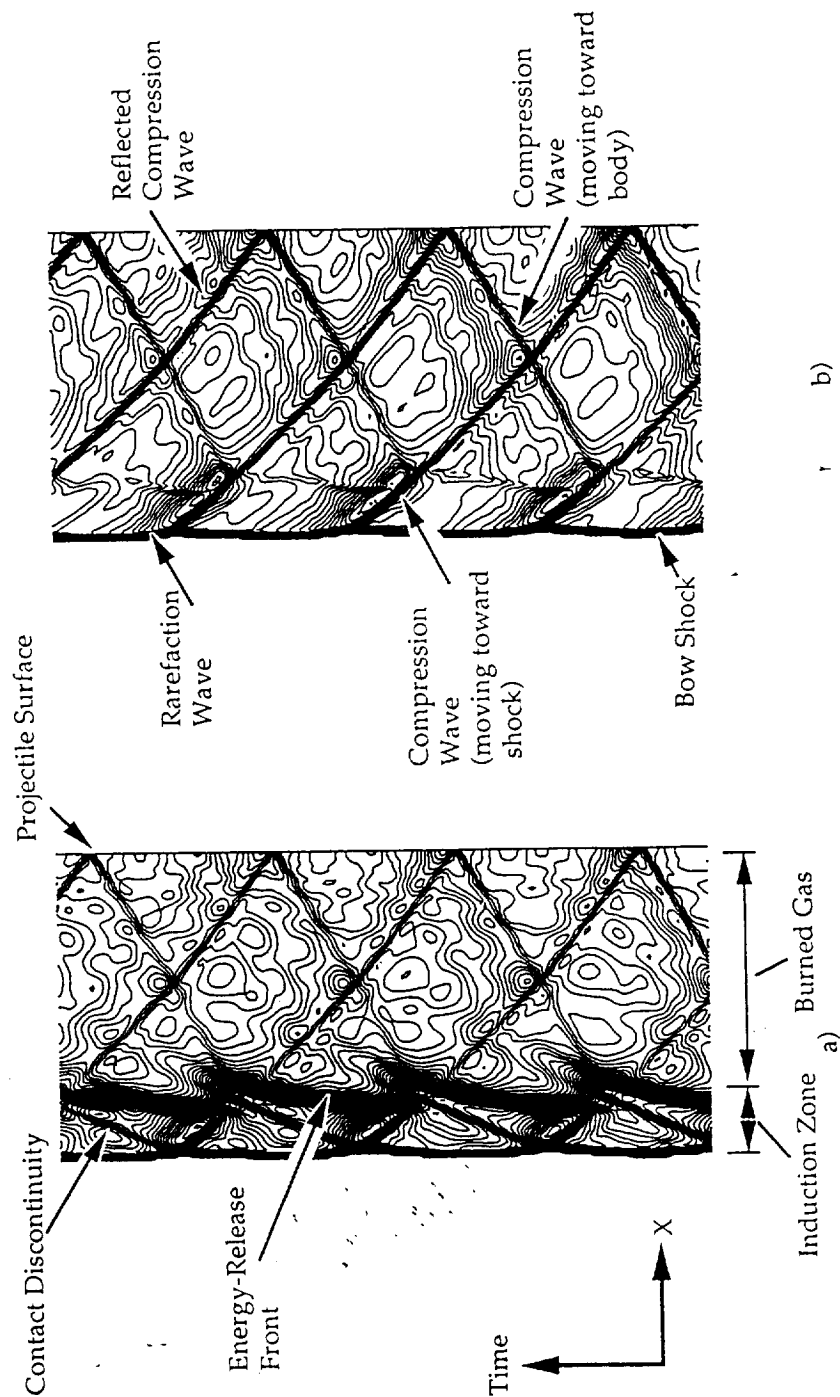 Contact Discontinuity
Projectile Surface
Energy-Release
Front
Time
X
Induction Zone
Burned Gas
a)
Rarefaction
Wave
Compression
Wave
(moving toward
shock)
Bow Shock
Reflected
Compression
Wave
Compression
Wave
(moving toward
body)
b)